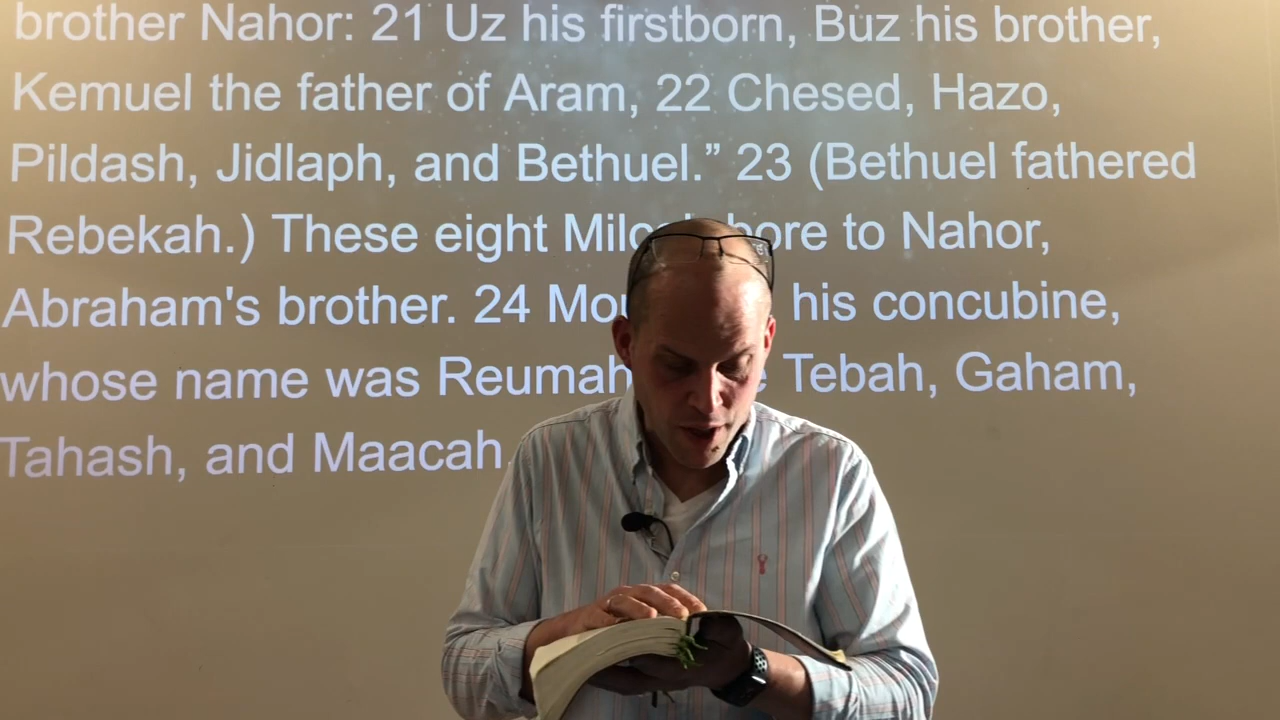 brother Nahor: 21 Uz his firstborn, Buz his brother,
Kemuel the father of Aram, 22 Chesed, Hazo,
Pildash, Jidlaph, and Bethuel.” 23 (Bethuel fathered
Rebekah.) These eight to Nahor,
Abraham's brother. 24 his concubine,
whose name was Reumah Tebah, Gaham,
Tahash, and Maacah